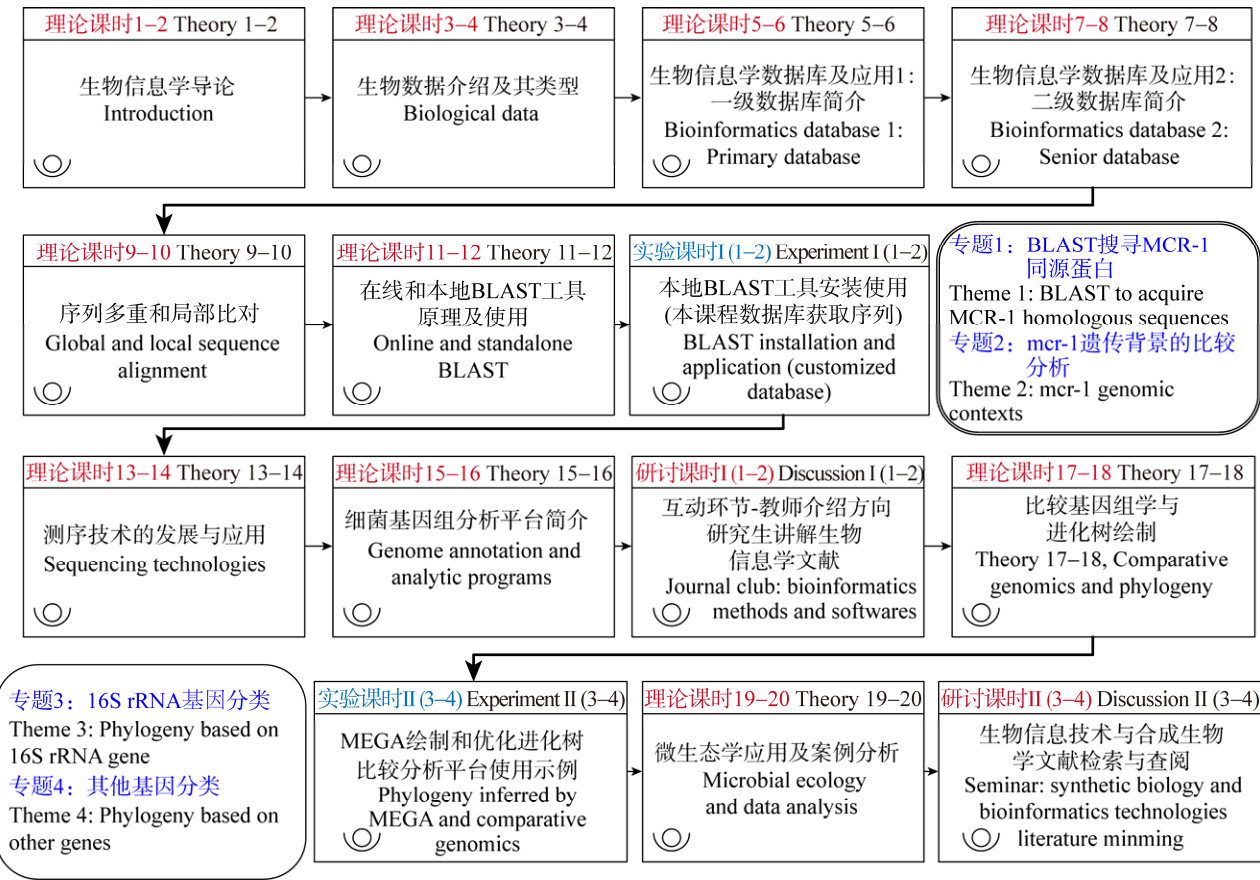 理论课时1–2 Theory 1–2
生物信息学导论
Introduction
理论课时3–4 Theory 3–4
生物数据介绍及其类型
Biological data
理论课时5–6 Theory 5–6
生物信息学数据库及应用1:
一级数据库简介
Bioinformatics database 1:
Primary database
理论课时7–8 Theory 7–8
生物信息学数据库及应用2:
二级数据库简介
Bioinformatics database 2:
Senior database
理论课时9–10 Theory 9–10
序列多重和局部比对
Global and local sequence
alignment
理论课时11–12 Theory 11–12
在线和本地BLAST工具
原理及使用
Online and standalone
BLAST
实验课时I (1–2) Experiment I (1–2)
本地BLAST工具安装使用
(本课程数据库获取序列)
BLAST installation and
application (customized
database)
专题1：BLAST搜寻MCR-1
同源蛋白
Theme 1: BLAST to acquire
MCR-1 homologous sequences
专题2：mcr-1遗传背景的比较
分析
Theme 2: mcr-1 genomic
contexts
理论课时13–14 Theory 13–14
测序技术的发展与应用
Sequencing technologies
理论课时15–16 Theory 15–16
细菌基因组分析平台简介
Genome annotation and
analytic programs
研讨课时I (1–2) Discussion I (1–2)
互动环节-教师介绍方向
研究生讲解生物
信息学文献
Journal club: bioinformatics
methods and softwares
理论课时17–18 Theory 17–18
比较基因组学与
进化树绘制
Theory 17–18, Comparative
genomics and phylogeny
专题3：16S rRNA基因分类
Theme 3: Phylogeny based on
16S rRNA gene
专题4：其他基因分类
Theme 4: Phylogeny based on
other genes
实验课时II (3–4) Experiment II (3–4)
MEGA绘制和优化进化树
比较分析平台使用示例
Phylogeny inferred by
MEGA and comparative
genomics
理论课时19–20 Theory 19–20
微生态学应用及案例分析
Microbial ecology
and data analysis
研讨课时II (3–4) Discussion II (3–4)
生物信息技术与合成生物
学文献检索与查阅
Seminar: synthetic biology and
bioinformatics technologies
literature minming